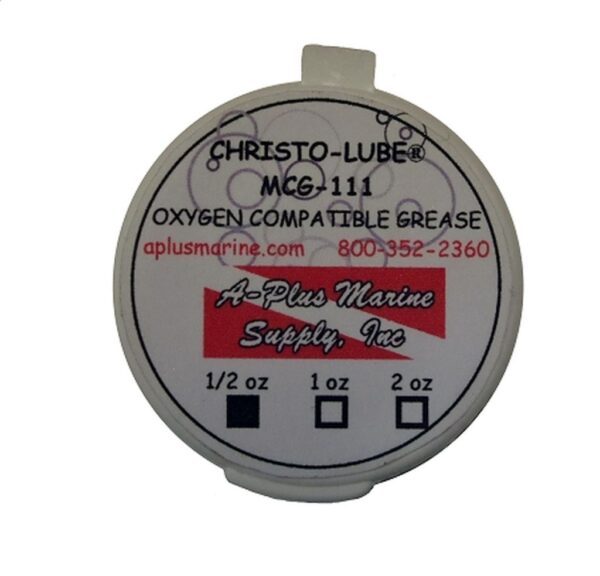 CHRISTO-LUBE®
MCG-111
OXYGEN COMPATIBLE GREASE
aplusmarine.com 800-352-2360
A-Plus Marine
Supply, Inc
1/2 oz 1 oz 2 oz